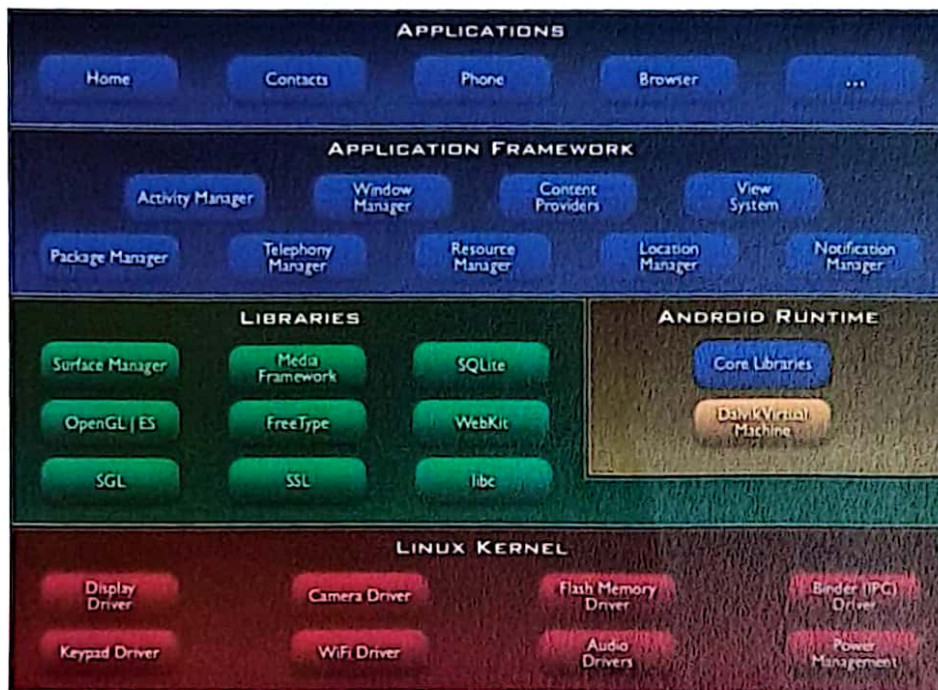 APPLICATIONS
Home
Contacts
Phone
Browser
...
APPLICATION FRAMEWORK
Activity Manager
Window
Manager
Content
Providers
View
System
Package Manager
Telephony
Manager
Resource
Manager
Location
Manager
Notification
Manager
LIBRARIES
Surface Manager
Media
Framework
SQLite
OpenGL | ES
FreeType
WebKit
SGL
SSL
libc
ANDROID RUNTIME
Core Libraries
Dalvik Virtual
Machine
LINUX KERNEL
Display
Driver
Camera Driver
Flash Memory
Driver
Binder (IPC)
Driver
Keypad Driver
WiFi Driver
Audio
Drivers
Power
Management